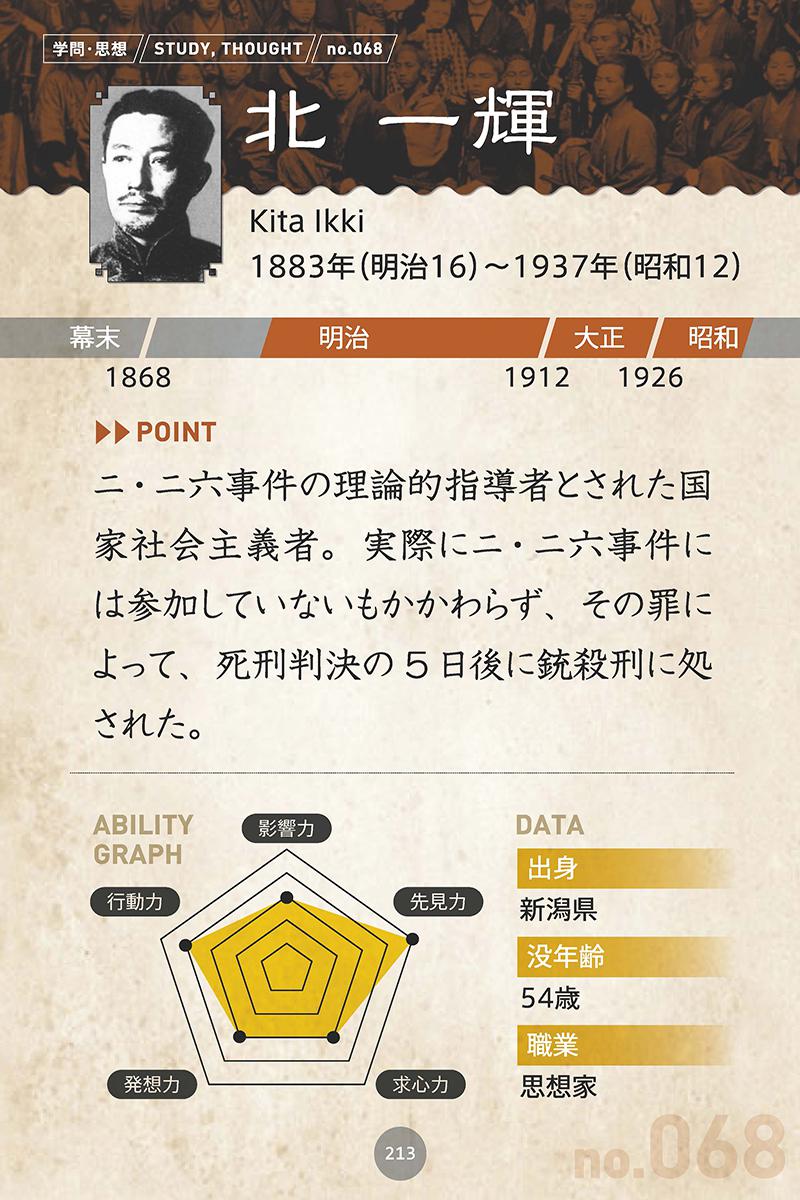 学問・思想 STUDY, THOUGHT no.068
北 一輝
Kita Ikki
1883年(明治16)～1937年(昭和12)
幕末 明治 大正 昭和
1868 1912 1926
POINT
二・二六事件の理論的指導者とされた国
家社会主義者。実際に二・二六事件に
は参加していないもかかわらず、その罪に
よって、死刑判決の5日後に銃殺刑に処
された。
ABILITY
GRAPH
影響力
行動力
先見力
発想力
求心力
DATA
出身
新潟県
没年齢
54歳
職業
思想家
213
no.068